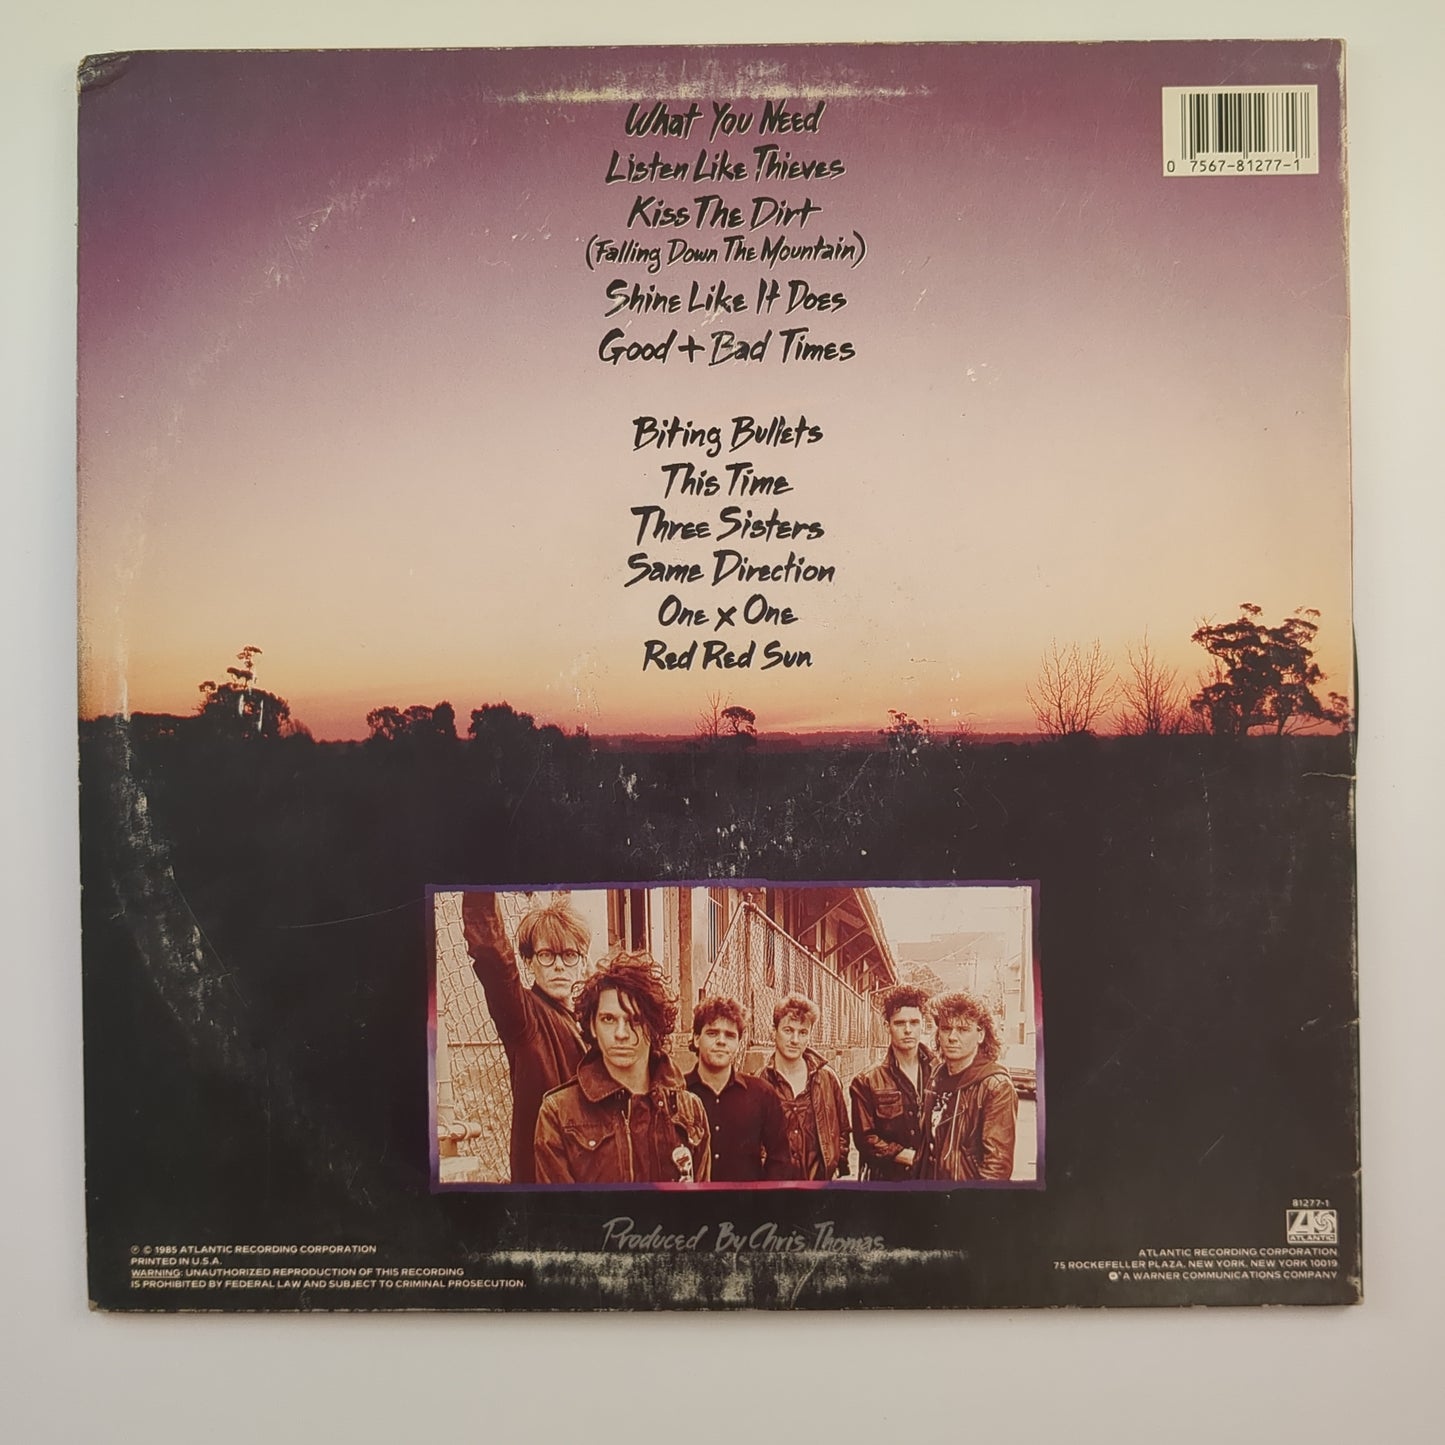 What You Need
Listen Like Thieves
Kiss The Dirt
(Falling Down The Mountain)
Shine Like It Does
Good + Bad Times
Biting Bullets
This Time
Three Sisters
Same Direction
One x One
Red Red Sun
0 7567-81277-1
Produced By Chris Thomas
℗ © 1985 ATLANTIC RECORDING CORPORATION
PRINTED IN U.S.A.
WARNING: UNAUTHORIZED REPRODUCTION OF THIS RECORDING
IS PROHIBITED BY FEDERAL LAW AND SUBJECT TO CRIMINAL PROSECUTION.
81277-1
ATLANTIC
ATLANTIC RECORDING CORPORATION
75 ROCKEFELLER PLAZA, NEW YORK, NEW YORK 10019
A WARNER COMMUNICATIONS COMPANY